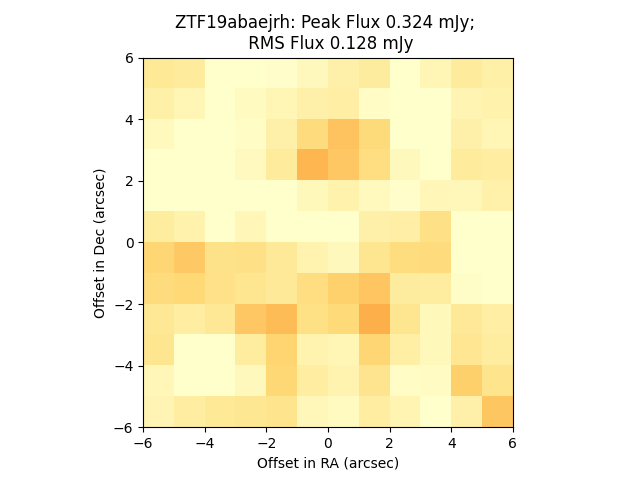 ZTF19abaejrh: Peak Flux 0.324 mJy;
RMS Flux 0.128 mJy
6
4
2
0
−2
−4
−6
Offset in Dec (arcsec)
−6 −4 −2 0 2 4 6
Offset in RA (arcsec)